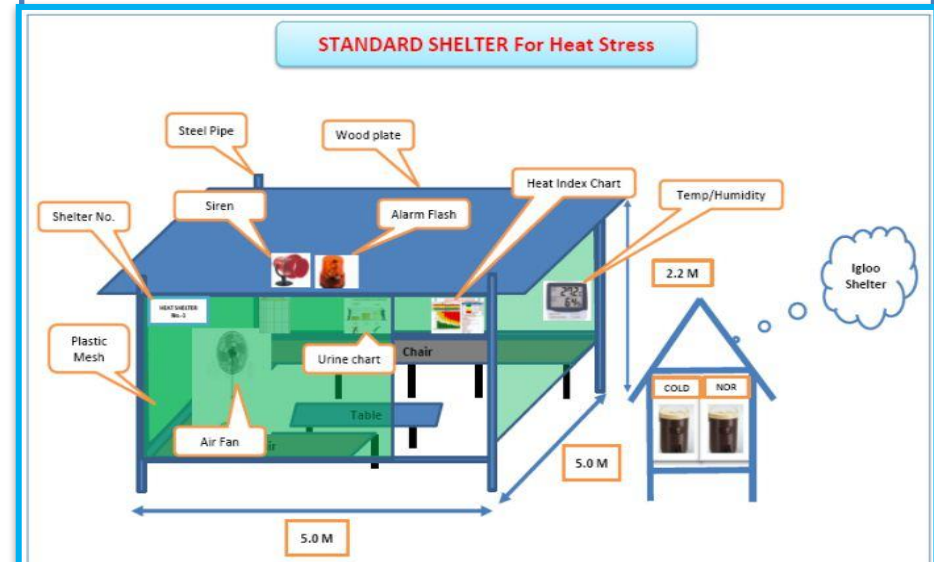 STANDARD SHELTER For Heat Stress
Steel Pipe
Wood plate
Heat Index Chart
Temp/Humidity
Siren
Alarm Flash
Shelter No.
Igloo
Shelter
2.2 M
HEAT SHELTER
No.-1
Plastic
Mesh
Urine chart
Chair
COLD
NOR
Table
Air Fan
5.0 M
5.0 M